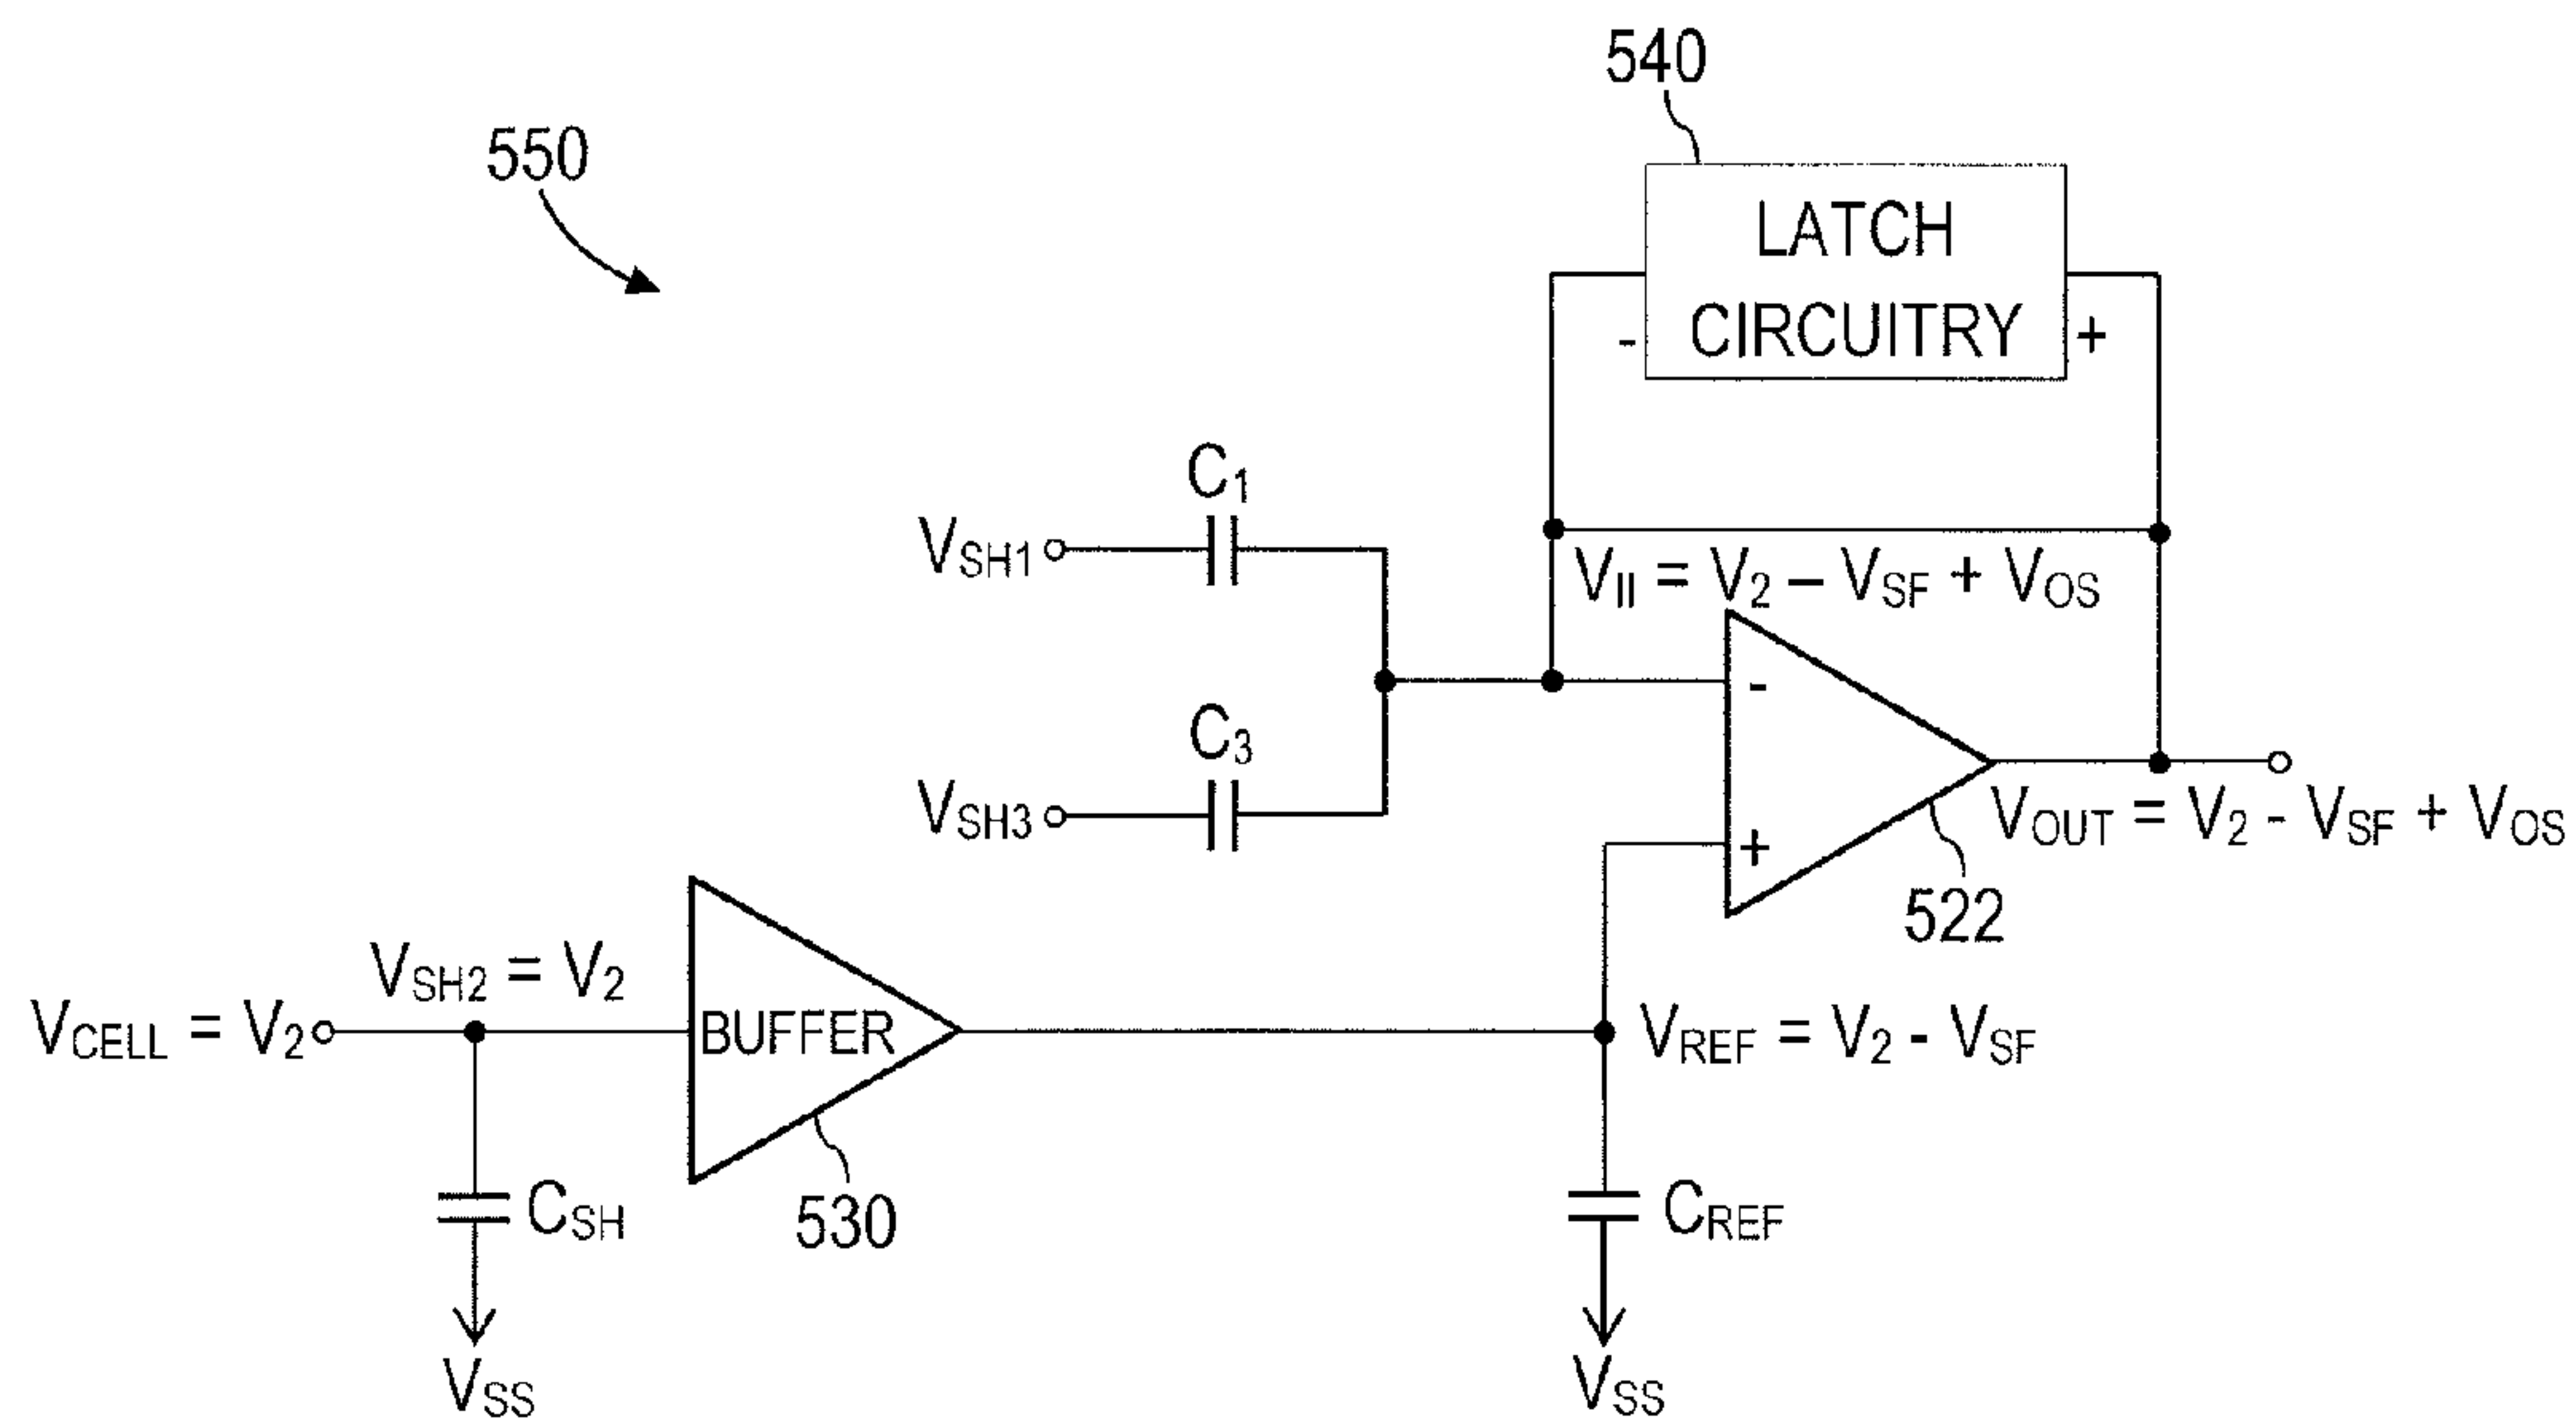 540
550
LATCH
CIRCUITRY
- +
C1
VSH1
VII = V2 – VSF + VOS
C3
-
VSH3
VOUT = V2 - VSF + VOS
+
522
VSH2 = V2
VCELL = V2
BUFFER
VREF = V2 - VSF
530
CSH
CREF
VSS
VSS